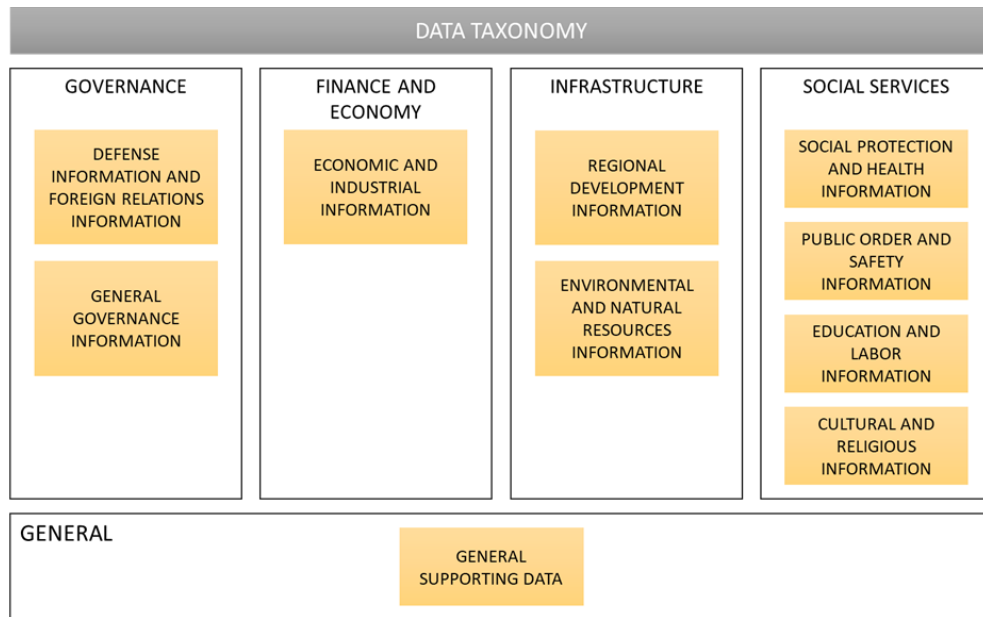 DATA TAXONOMY
GOVERNANCE
DEFENSE
INFORMATION AND
FOREIGN RELATIONS
INFORMATION
GENERAL
GOVERNANCE
INFORMATION
FINANCE AND
ECONOMY
ECONOMIC AND
INDUSTRIAL
INFORMATION
INFRASTRUCTURE
REGIONAL
DEVELOPMENT
INFORMATION
ENVIRONMENTAL
AND NATURAL
RESOURCES
INFORMATION
SOCIAL SERVICES
SOCIAL PROTECTION
AND HEALTH
INFORMATION
PUBLIC ORDER AND
SAFETY
INFORMATION
EDUCATION AND
LABOR
INFORMATION
CULTURAL AND
RELIGIOUS
INFORMATION
GENERAL
GENERAL
SUPPORTING DATA